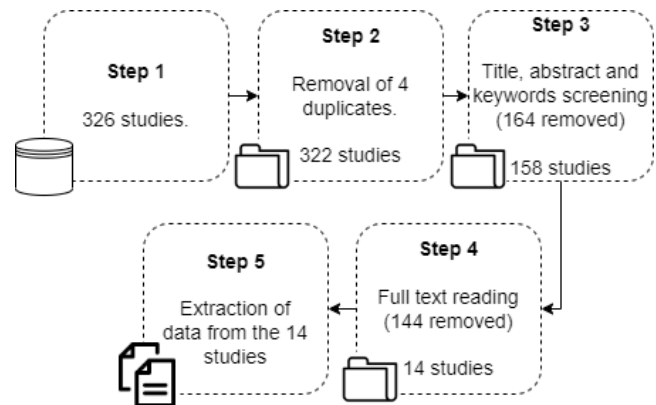 Step 1
326 studies.
Step 2
Removal of 4
duplicates.
322 studies
Step 3
Title, abstract and
keywords screening
(164 removed)
158 studies
Step 4
Full text reading
(144 removed)
14 studies
Step 5
Extraction of
data from the 14
studies